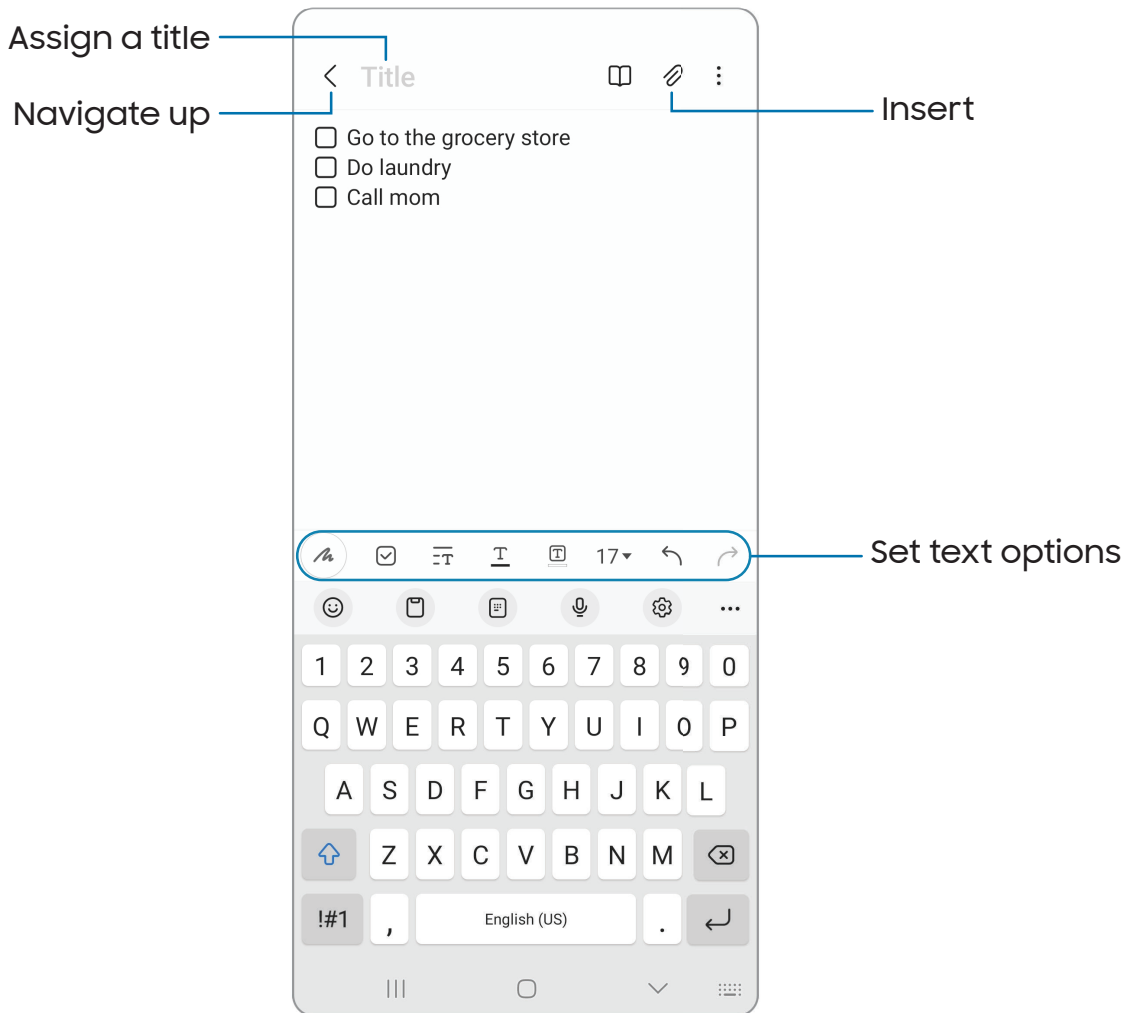 Assign a title
Title
Navigate up
Insert
Go to the grocery store
Do laundry
Call mom
T T T 17
Set text options
1 2 3 4 5 6 7 8 9 0
Q W E R T Y U I O P
A S D F G H J K L
Z X C V B N M
!#1 , English (US) .